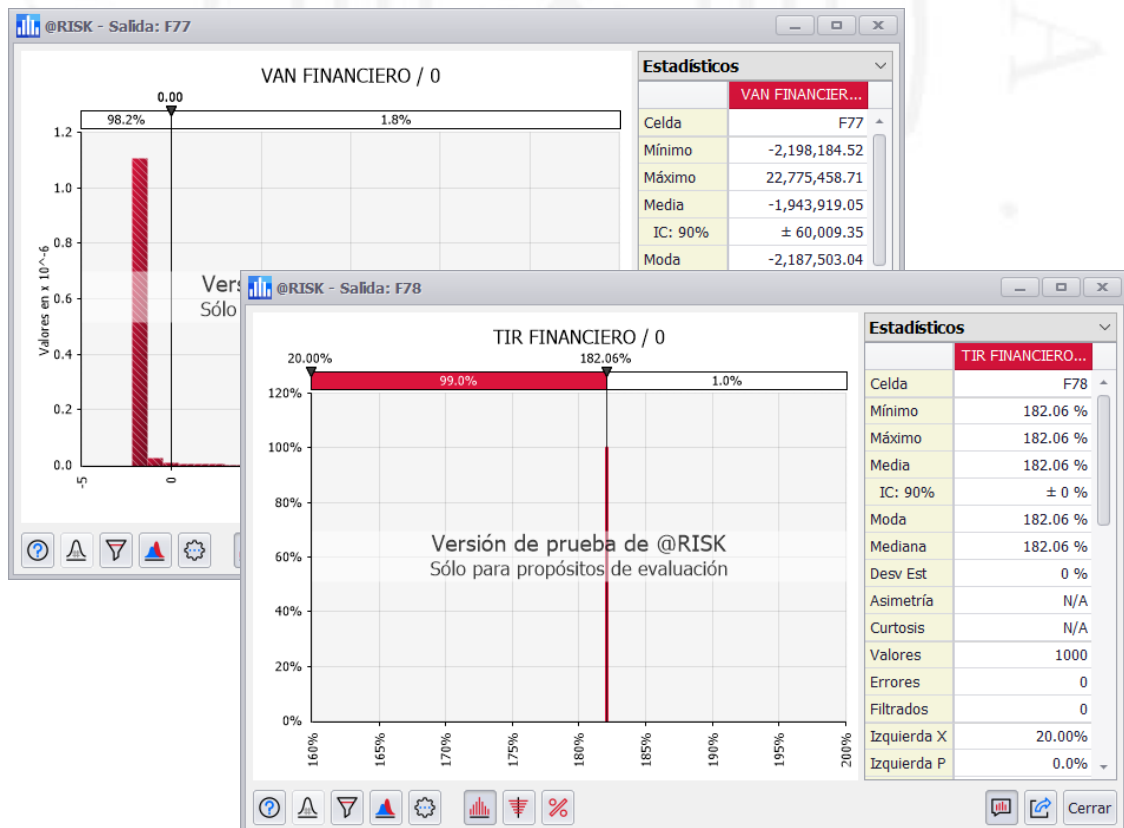 @RISK - Salida: F77
VAN FINANCIERO / 0
0.00
98.2%
1.8%
1.2
1.0
0.8
0.6
0.4
0.2
0.0
Valores en x 10^-6
-5
0
Sólo
Estadísticos
VAN FINANCIER...
Celda F77
Mínimo -2,198,184.52
Máximo 22,775,458.71
Media -1,943,919.05
IC: 90% ± 60,009.35
Moda -2,187,503.04
@RISK - Salida: F78
TIR FINANCIERO / 0
20.00%
182.06%
99.0%
1.0%
120%
100%
80%
60%
40%
20%
0%
Versión de prueba de @RISK
Sólo para propósitos de evaluación
160%
165%
170%
175%
180%
185%
190%
195%
200%
Estadísticos
TIR FINANCIERO...
Celda F78
Mínimo 182.06 %
Máximo 182.06 %
Media 182.06 %
IC: 90% ± 0 %
Moda 182.06 %
Mediana 182.06 %
Desv Est 0 %
Asimetría N/A
Curtosis N/A
Valores 1000
Errores 0
Filtrados 0
Izquierda X 20.00%
Izquierda P 0.0%
Cerrar